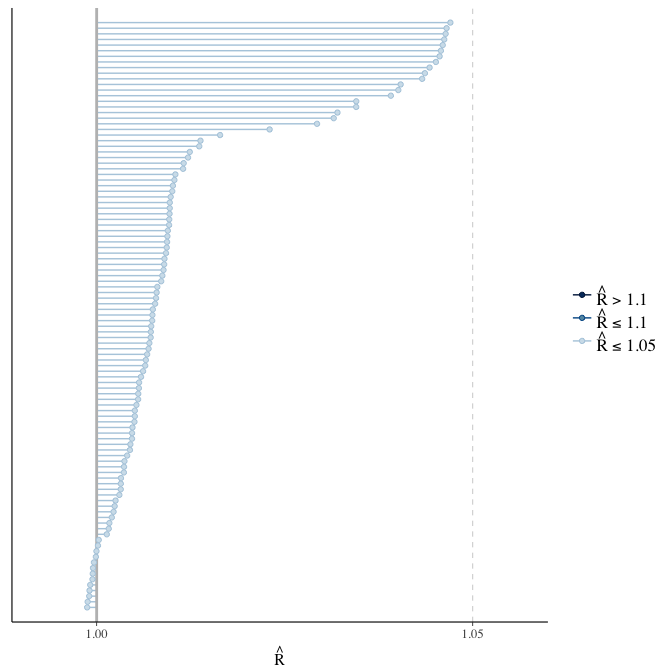 R̂ > 1.1
R̂ ≤ 1.1
R̂ ≤ 1.05
1.00 1.05
R̂